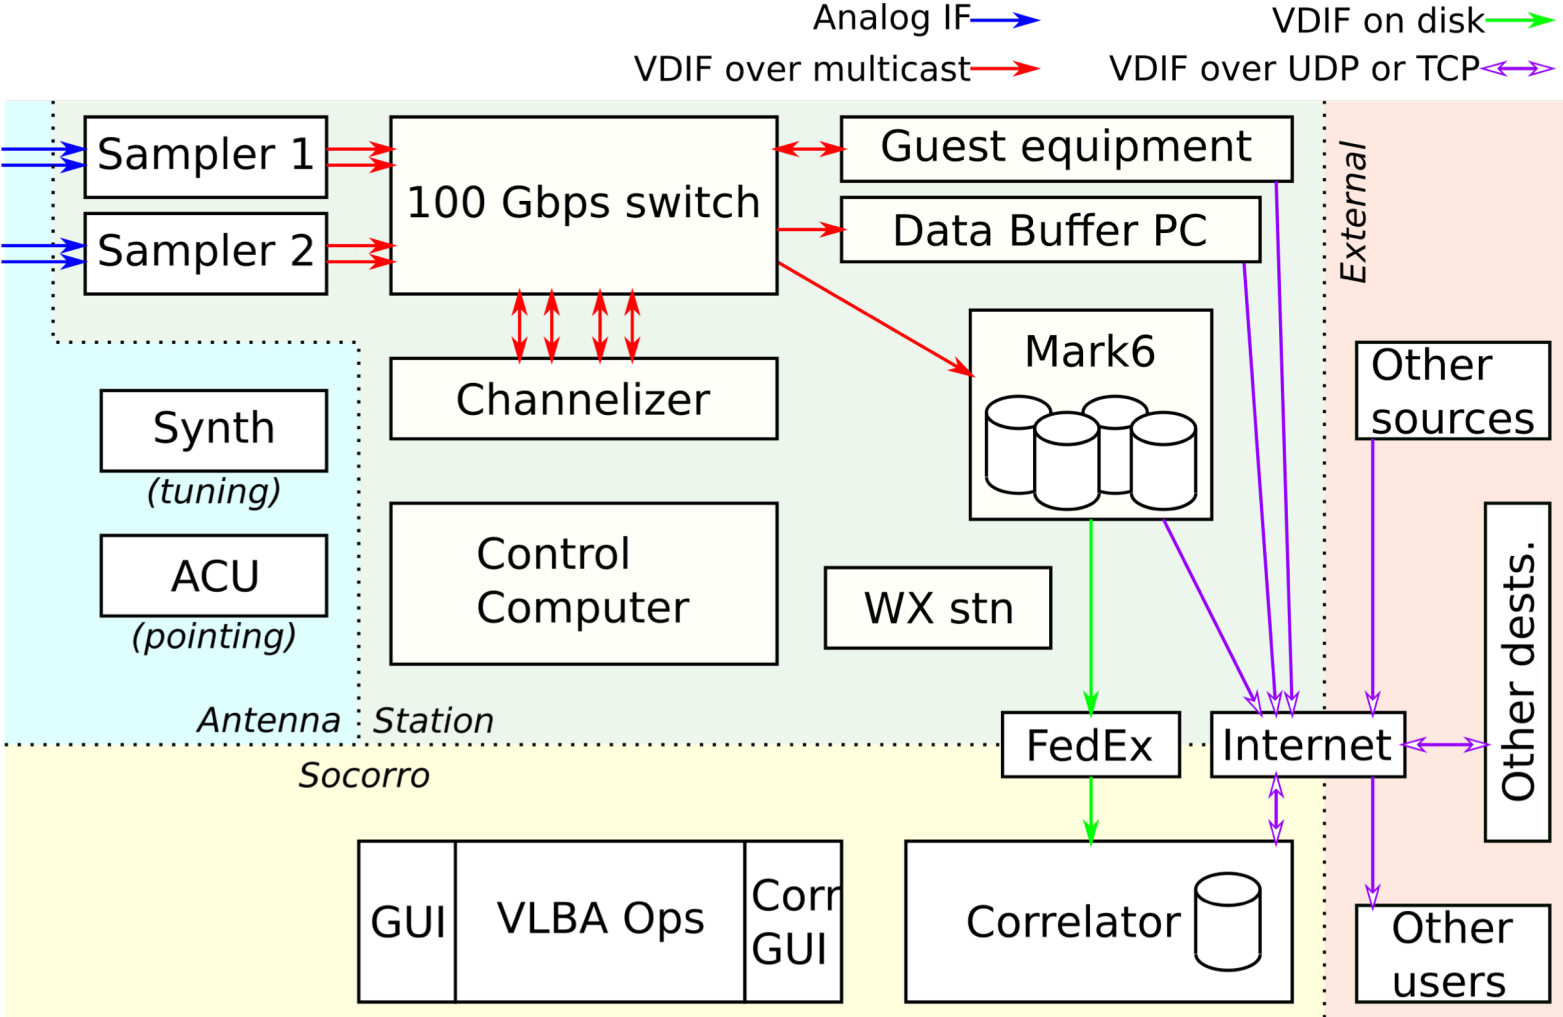 Analog IF
VDIF on disk
VDIF over multicast
VDIF over UDP or TCP
Sampler 1
Sampler 2
100 Gbps switch
Guest equipment
Data Buffer PC
External
Channelizer
Mark6
Other
sources
Synth
(tuning)
ACU
(pointing)
Control
Computer
WX stn
Other dests.
Antenna
Station
FedEx
Internet
Socorro
GUI
VLBA Ops
Corr
GUI
Correlator
Other
users